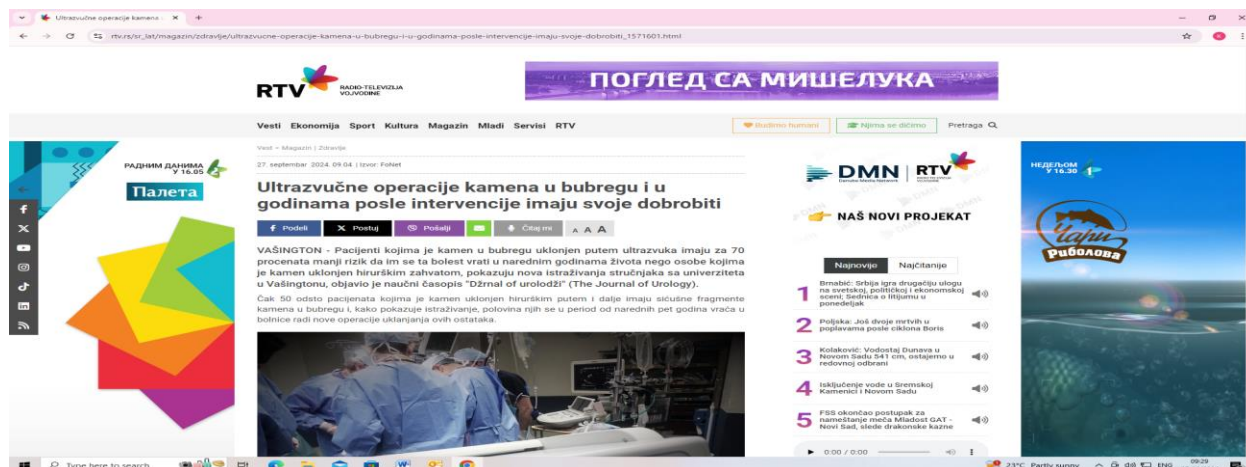 Ultrazvučne operacije kamena
rtv.rs/sr_lat/magazin/zdravlje/ultrazvucne-operacije-kamena-u-bubregu-i-u-godinama-posle-intervencije-imaju-svoje-dobrobiti_1571601.html
RTV RADIO-TELEVIZIJA
VOJVODINE
ПОГЛЕД СА МИШЕЛУКА
Vesti Ekonomija Sport Kultura Magazin Mladi Servisi RTV
Budimo humani Njima se dičimo Pretraga
РАДНИМ ДАНИМА
У 16.05
Палета
Vesti » Magazin | Zdravlje
27. septembar 2024. 09.04 | Izvor: FoNet
Ultrazvučne operacije kamena u bubregu i u
godinama posle intervencije imaju svoje dobrobiti
Podeli Postuj Pošalji Čitaj mi A A A
VAŠINGTON - Pacijenti kojima je kamen u bubregu uklonjen putem ultrazvuka imaju za 70
procenata manji rizik da im se ta bolest vrati u narednim godinama života nego osobe kojima
je kamen uklonjen hirurškim zahvatom, pokazuju nova istraživanja stručnjaka sa univerziteta
u Vašingtonu, objavio je naučni časopis "Džrnal of urolodži" (The Journal of Urology).
Čak 50 odsto pacijenata kojima je kamen uklonjen hirurškim putem i dalje imaju sićušne fragmente
kamena u bubregu i, kako pokazuje istraživanje, polovina njih se u period od narednih pet godina vraća u
bolnice radi nove operacije uklanjanja ovih ostataka.
DMN RTV
Danube Media Network
NAŠ NOVI PROJEKAT
Najnovije Najčitanije
1 Brnabić: Srbija igra drugačiju ulogu
na svetskoj, političkoj i ekonomskoj
sceni; Sednica o litijumu u
ponedeljak
2 Poljska: Još dvoje mrtvih u
poplavama posle ciklona Boris
3 Kolaković: Vodostaj Dunava u
Novom Sadu 541 cm, ostajemo u
redovnoj odbrani
4 Isključenje vode u Sremskoj
Kamenici i Novom Sadu
5 FSS okončao postupak za
nameštanje meča Mladost GAT -
Novi Sad, slede drakonske kazne
0:00 / 0:00
НЕДЕЉОМ
У 16.30
Чари
Риболова
Type here to search
23°C Partly sunny ENG 09:29